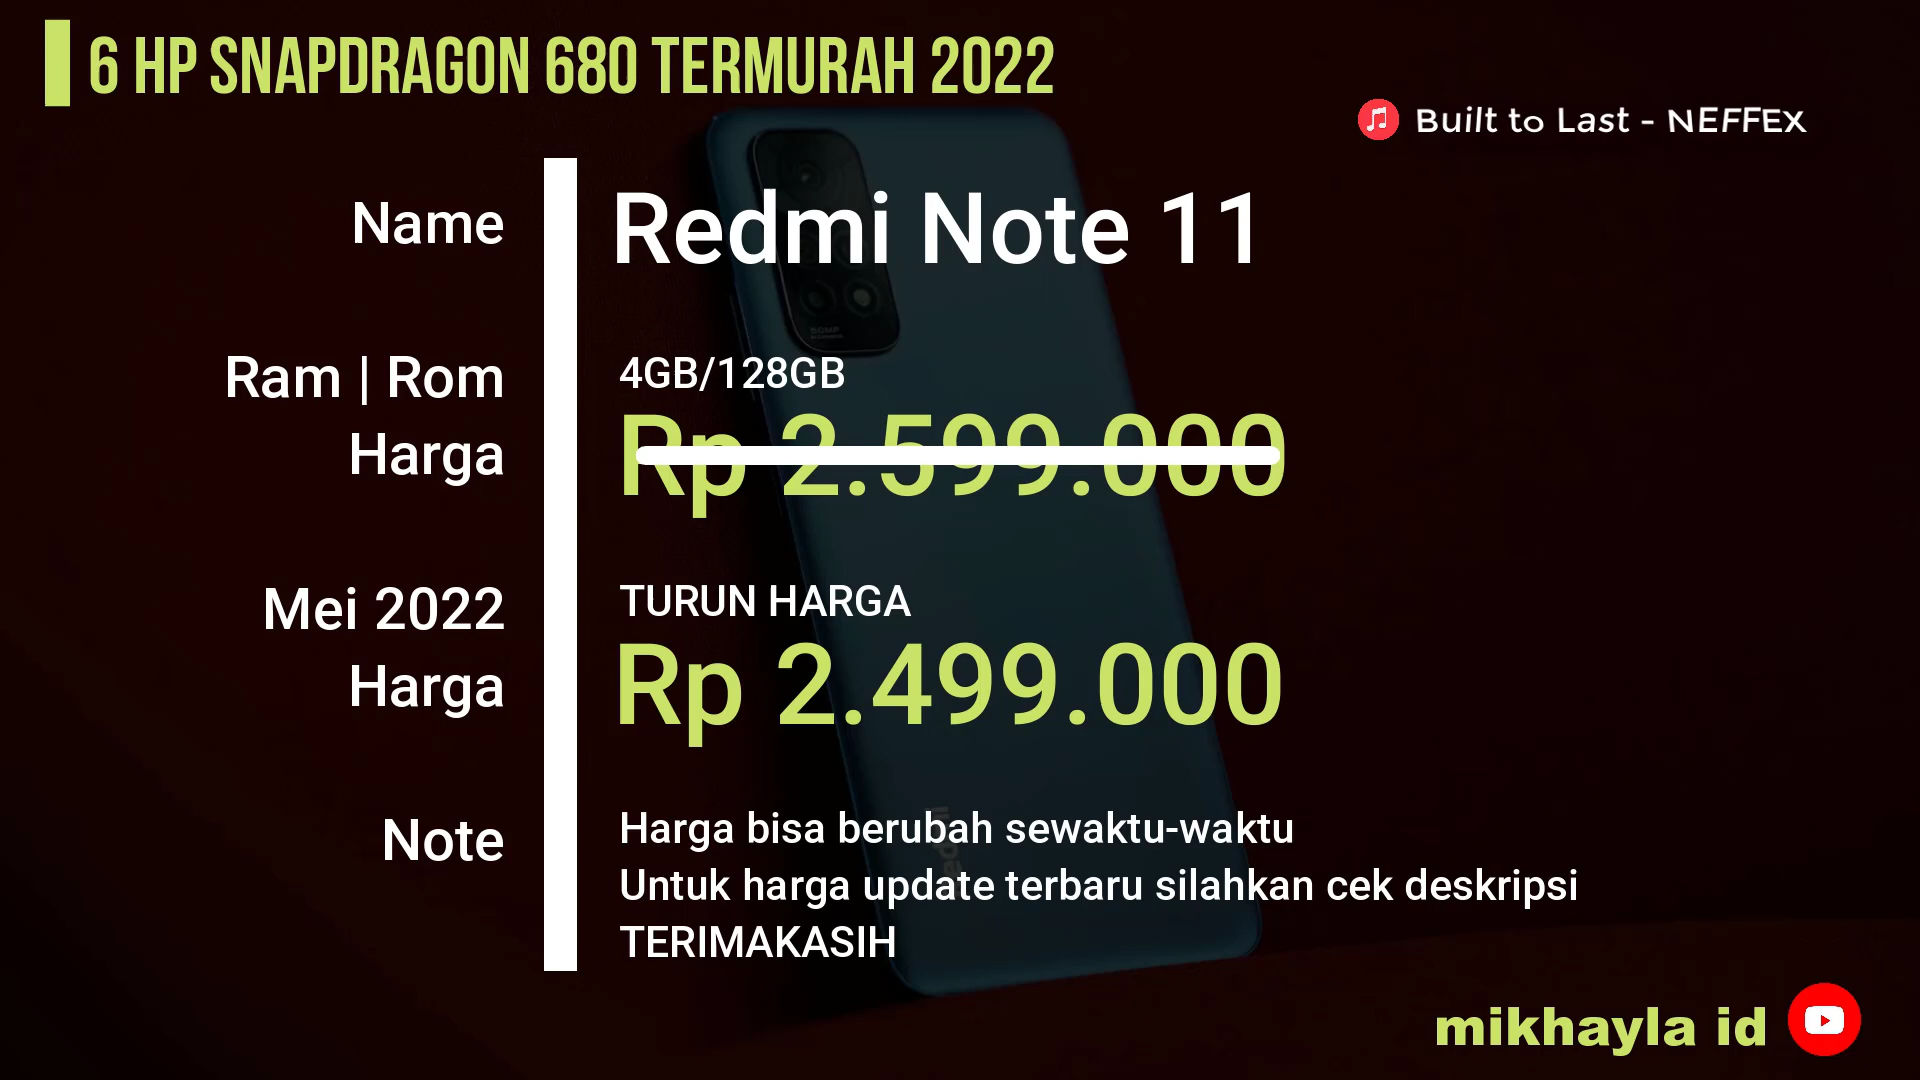 6 HP SNAPDRAGON 680 TERMURAH 2022
Built to Last - NEFFEX
Name
Redmi Note 11
Ram | Rom
4GB/128GB
Harga
Rp 2.599.000
Mei 2022
TURUN HARGA
Harga
Rp 2.499.000
Note
Harga bisa berubah sewaktu-waktu
Untuk harga update terbaru silahkan cek deskripsi
TERIMAKASIH
mikhayla id